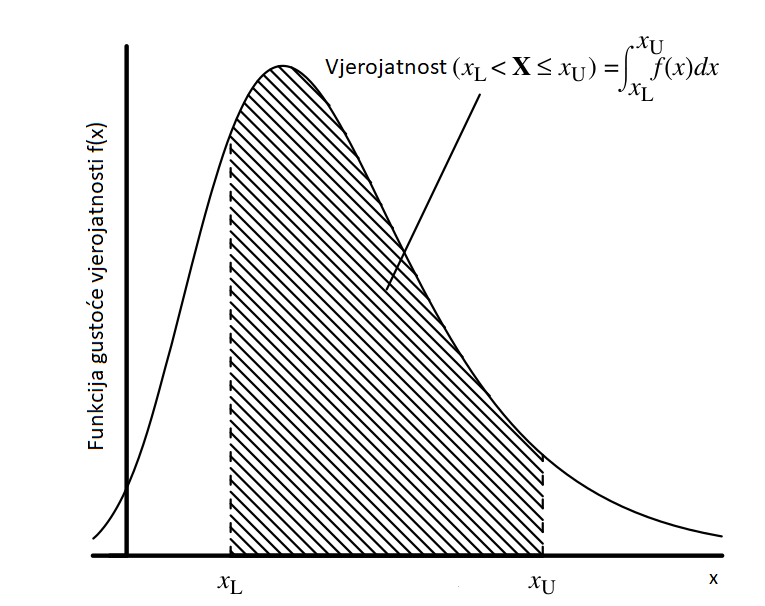 Vjerojatnost (x_L < X ≤ x_U) = ∫_{x_L}^{x_U} f(x)dx
Funkcija gustoće vjerojatnosti f(x)
x_L
x_U
x